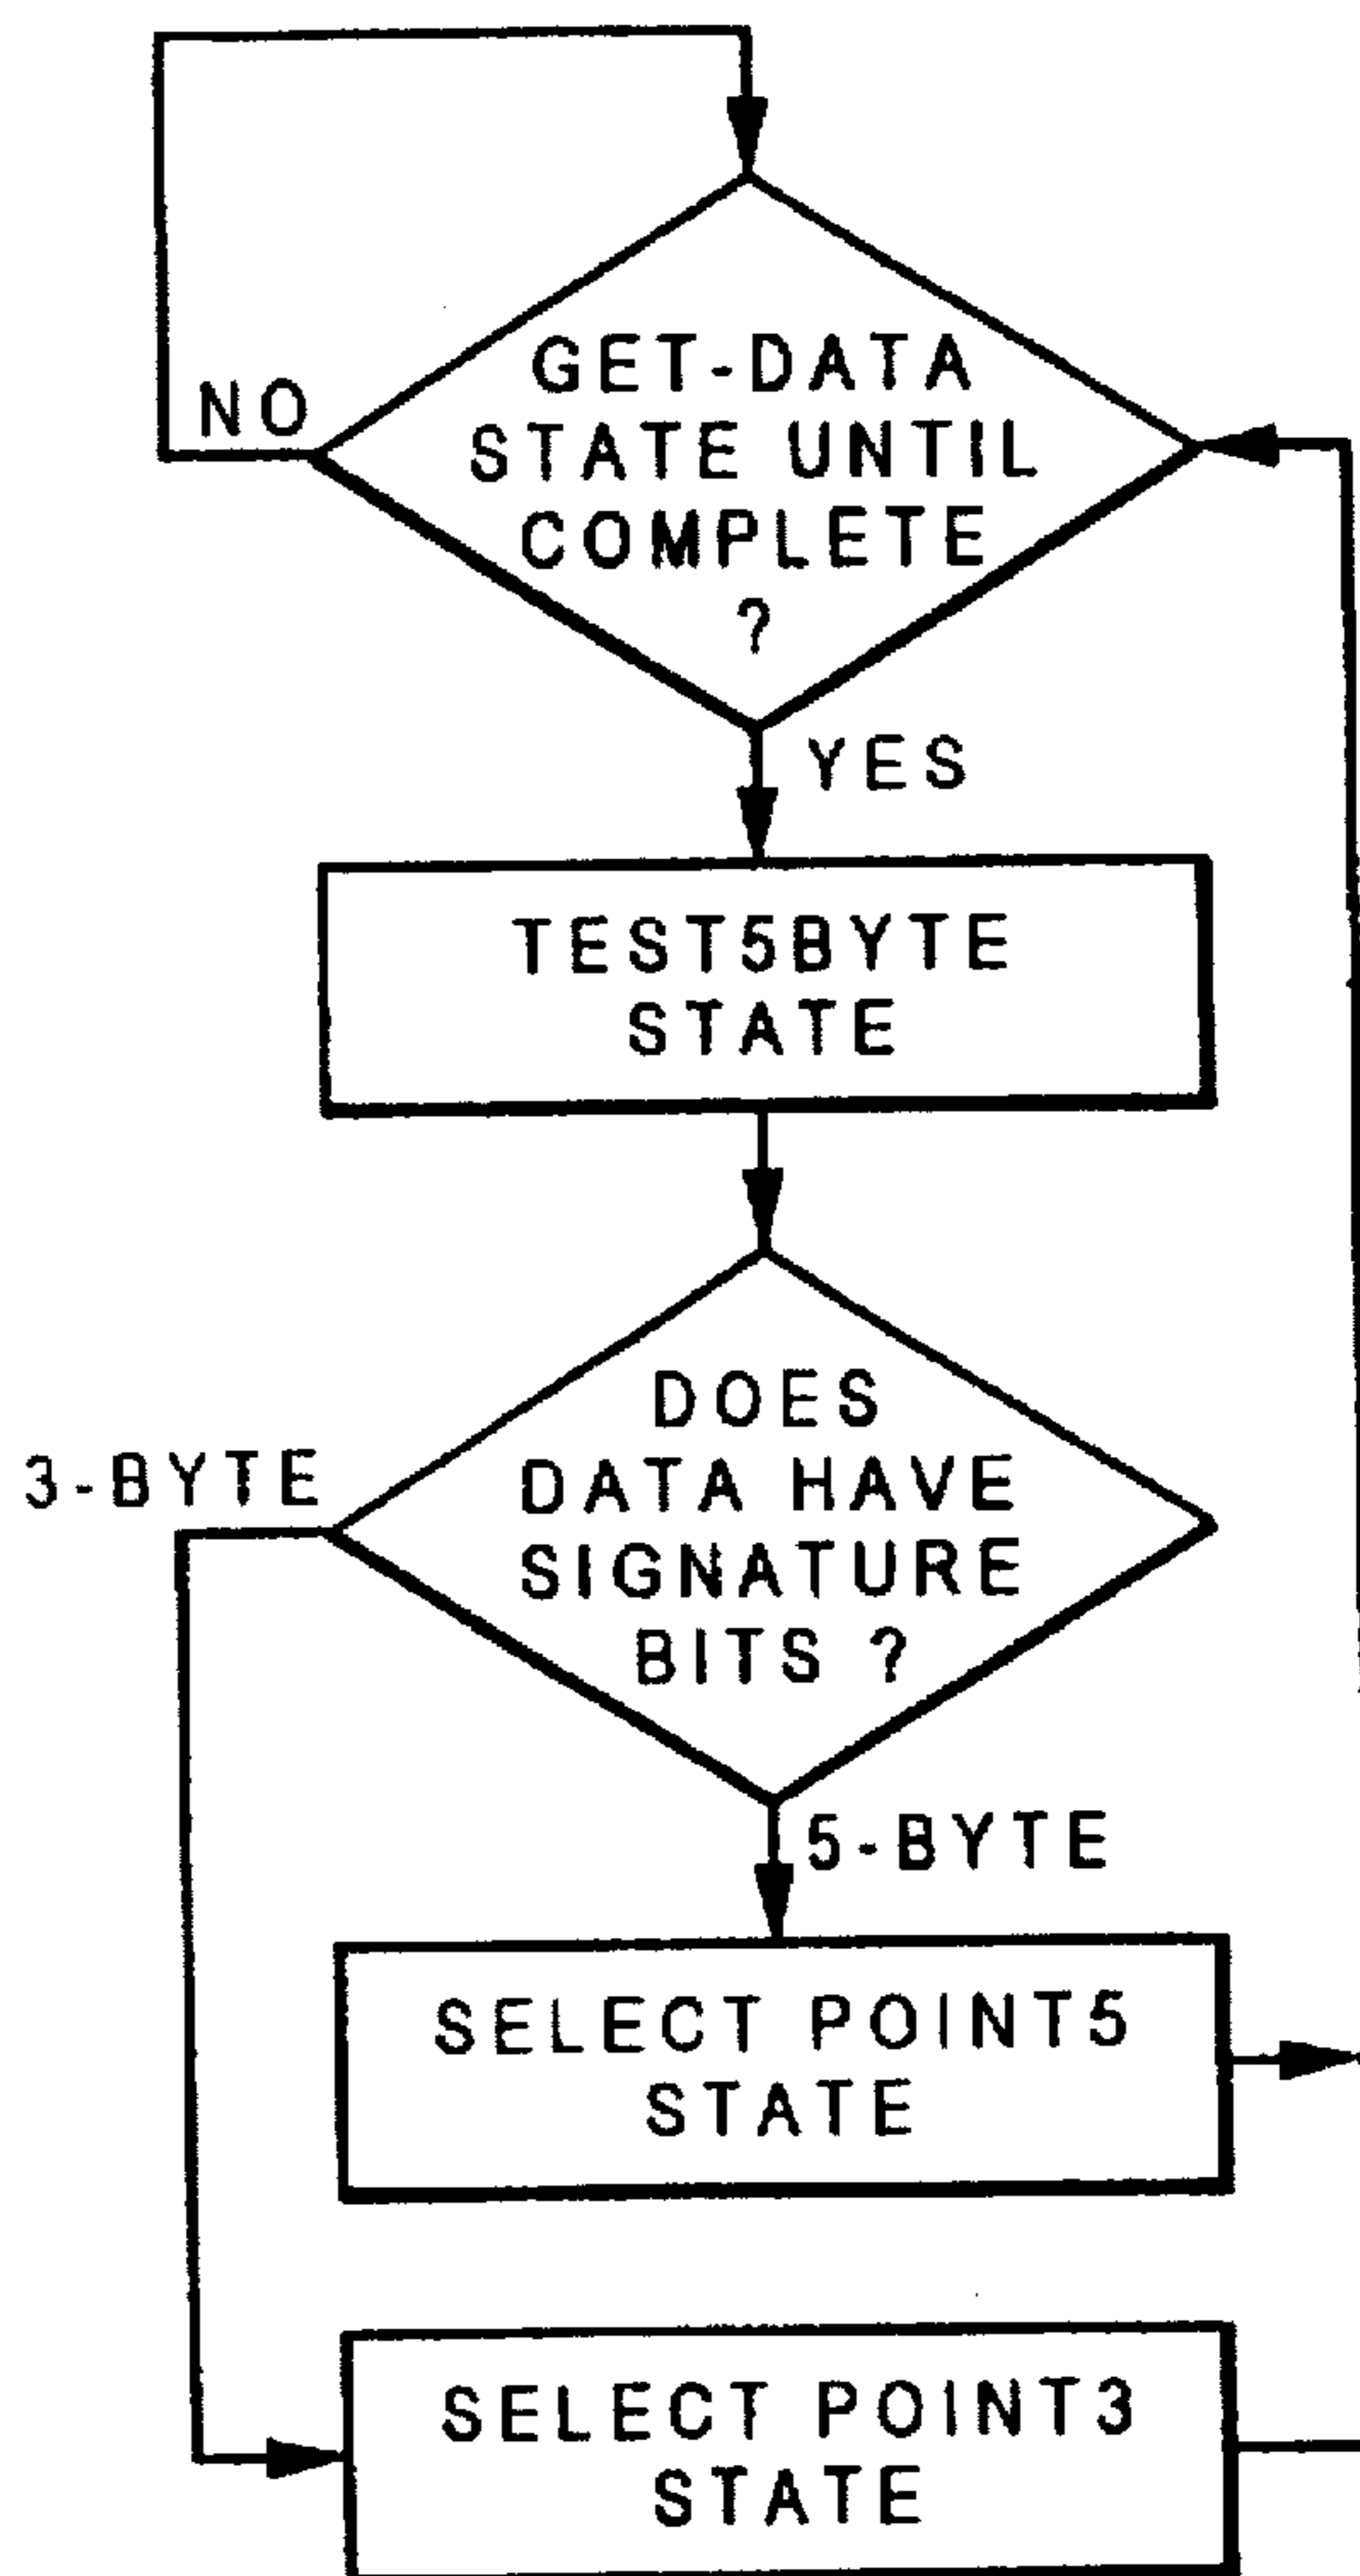 GET-DATA
STATE UNTIL
COMPLETE
?
NO
YES
TEST5BYTE
STATE
DOES
DATA HAVE
SIGNATURE
BITS ?
3-BYTE
5-BYTE
SELECT POINT5
STATE
SELECT POINT3
STATE